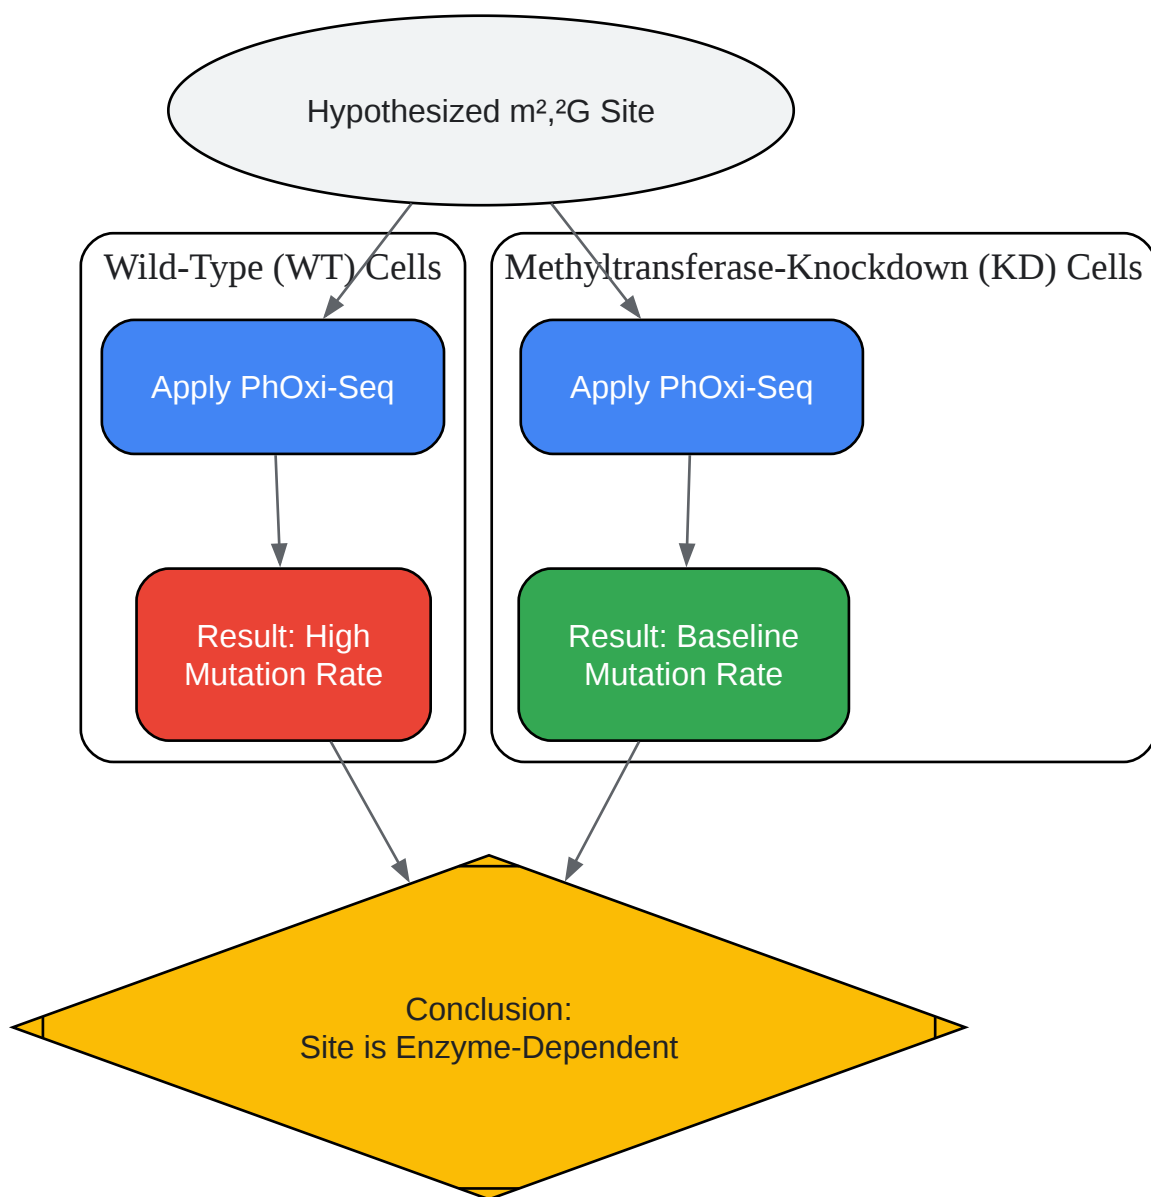 Hypothesized m²,²G Site
Wild-Type (WT) Cells
Methyltransferase-Knockdown (KD) Cells
Apply PhOxi-Seq
Apply PhOxi-Seq
Result: High
Mutation Rate
Result: Baseline
Mutation Rate
Conclusion:
Site is Enzyme-Dependent